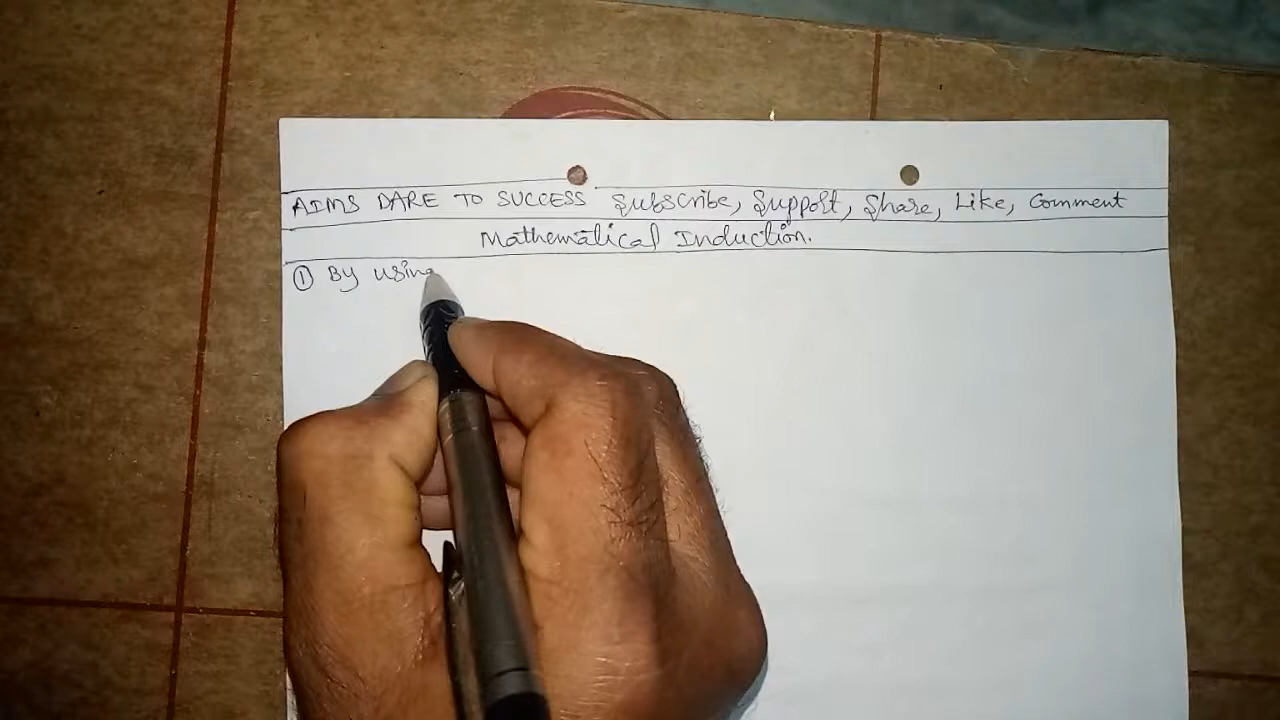 AIMS DARE TO SUCCESS Subscribe, Support, Share, Like, Comment
Mathematical Induction.
① By using